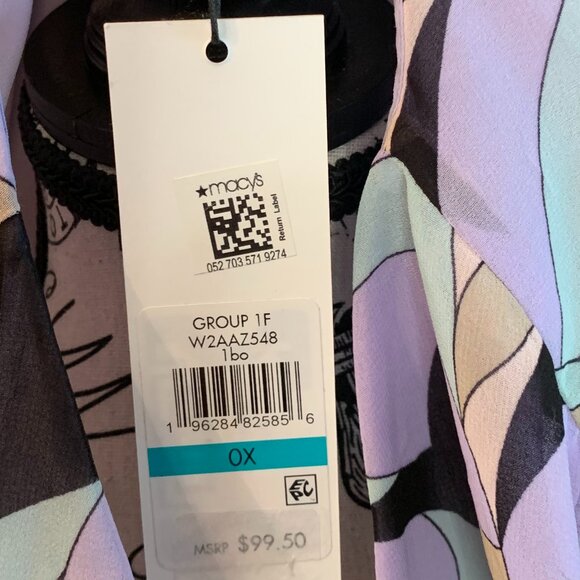 ★macy's
Return Label
052 703 571 9274
GROUP 1F
W2AAZ548
1bo
1 96284 82585 6
0X
EPC
MSRP $99.50